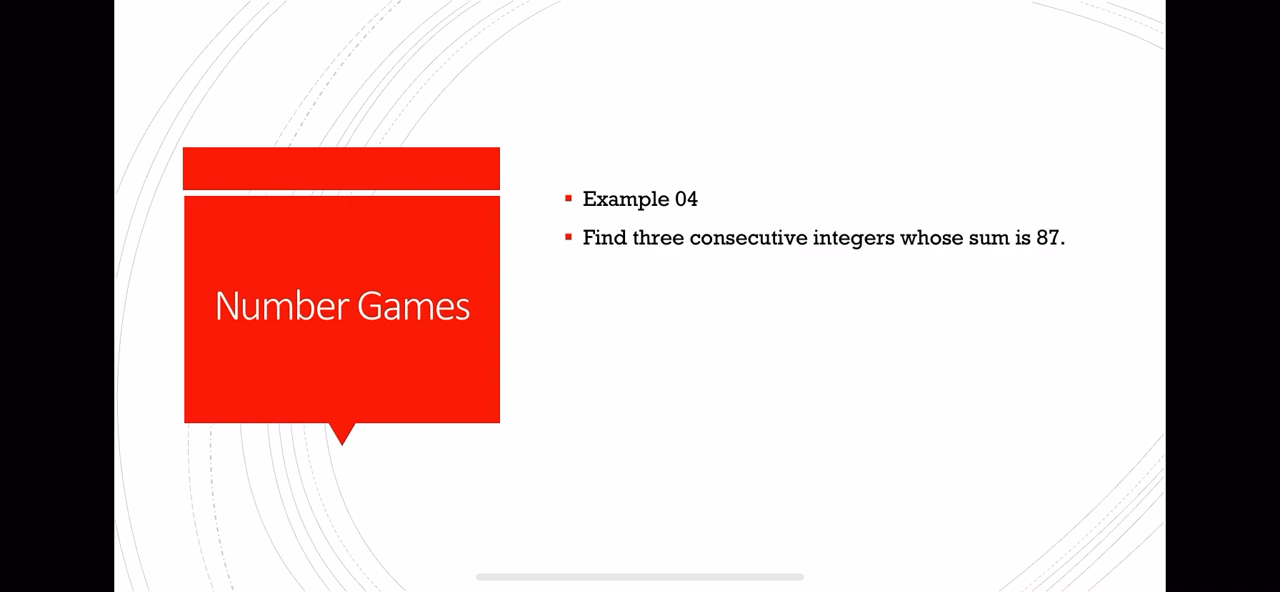 Number Games
Example 04
Find three consecutive integers whose sum is 87.